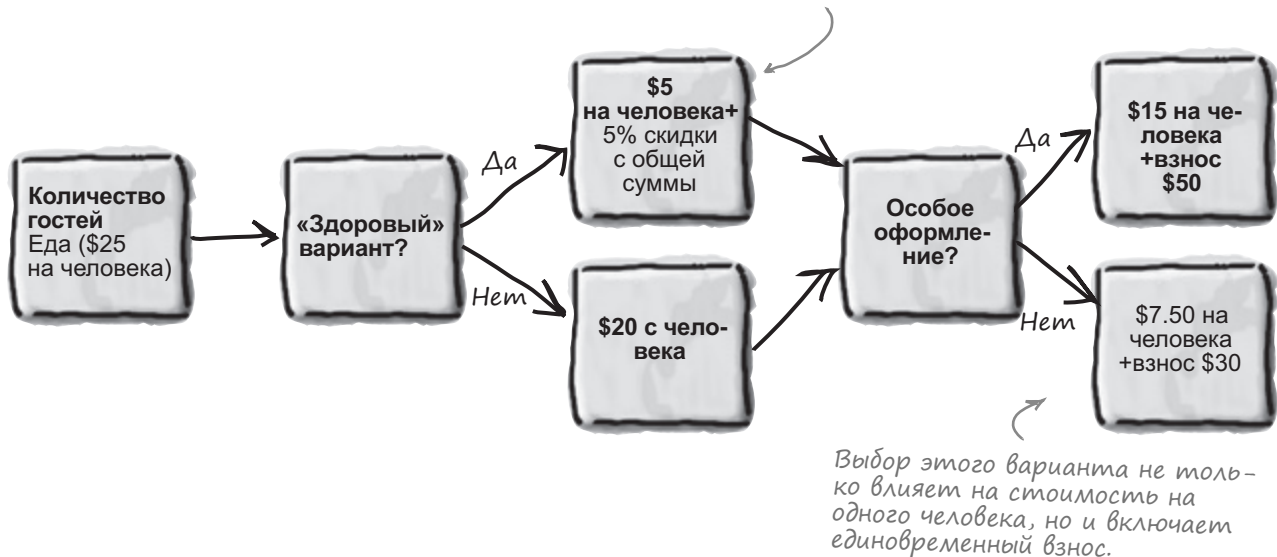 Количество
гостей
Еда ($25
на человека)
«Здоровый»
вариант?
Да
Нет
$5
на человека+
5% скидки
с общей
суммы
$20 с чело-
века
Особое
оформле-
ние?
Да
Нет
$15 на че-
ловека
+взнос
$50
$7.50 на
человека
+взнос $30
Выбор этого варианта не толь-
ко влияет на стоимость на
одного человека, но и включает
единовременный взнос.